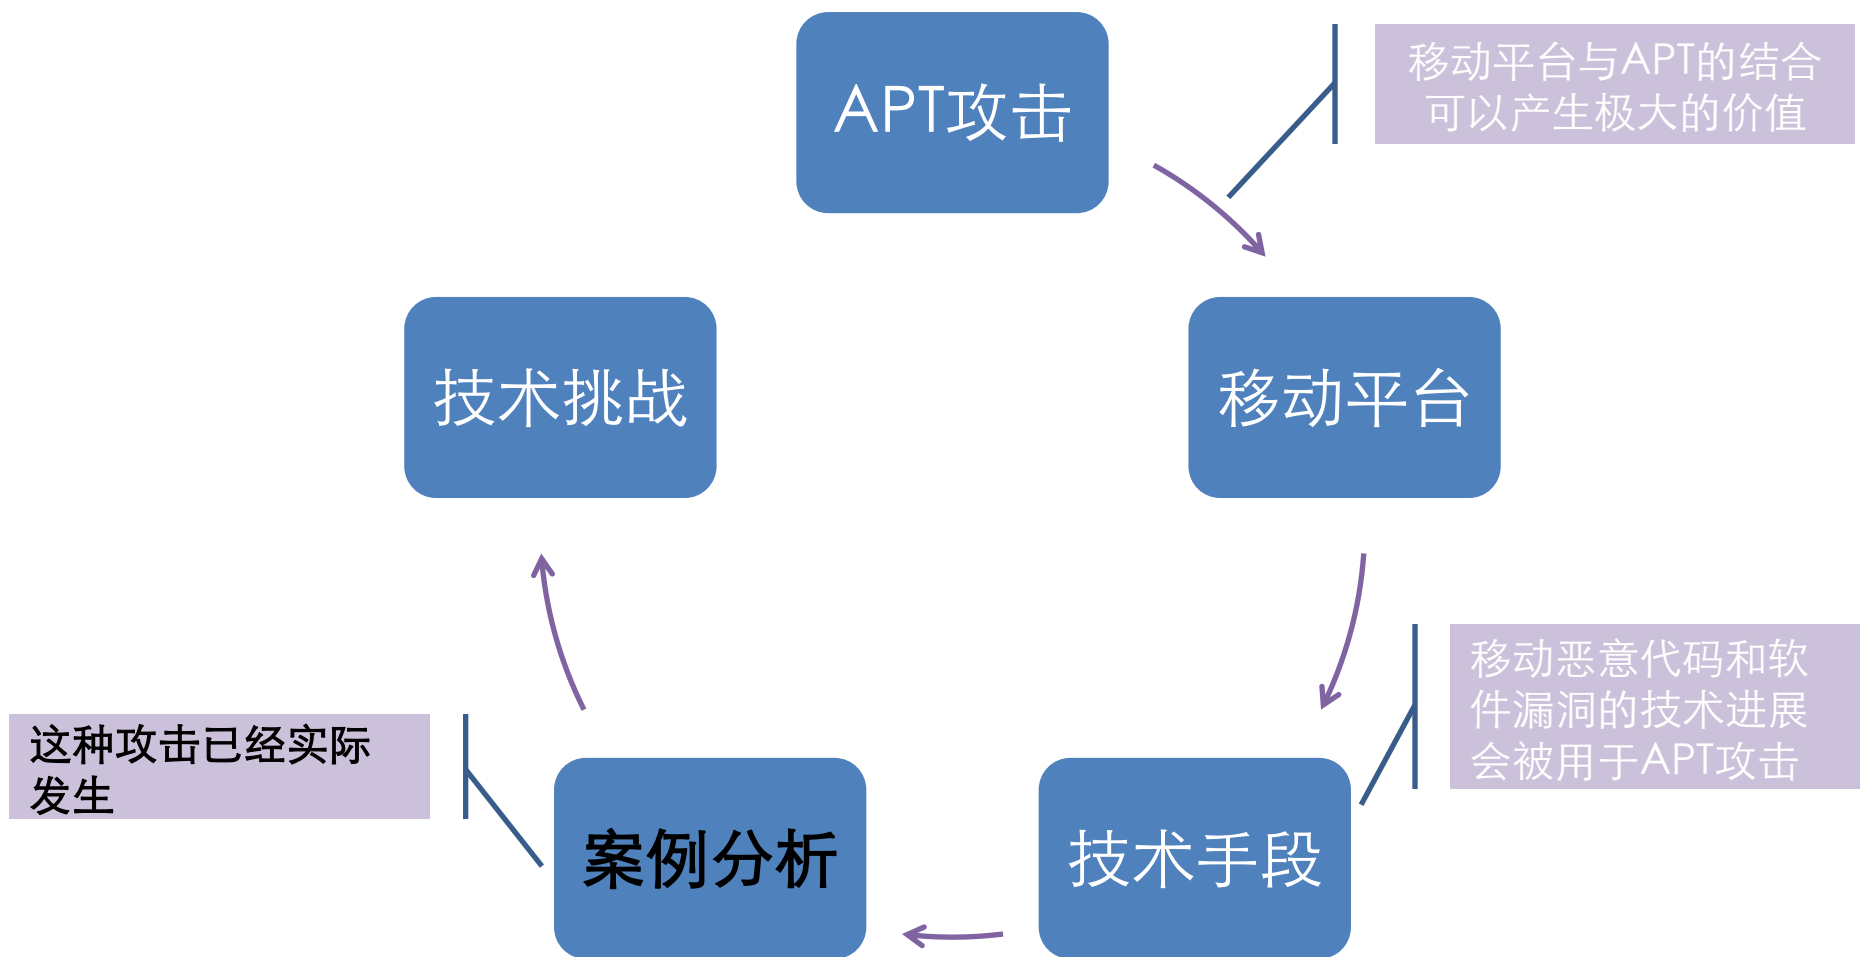 APT攻击
移动平台与APT的结合
可以产生极大的价值
技术挑战
移动平台
移动恶意代码和软
件漏洞的技术进展
会被用于APT攻击
这种攻击已经实际
发生
案例分析
技术手段